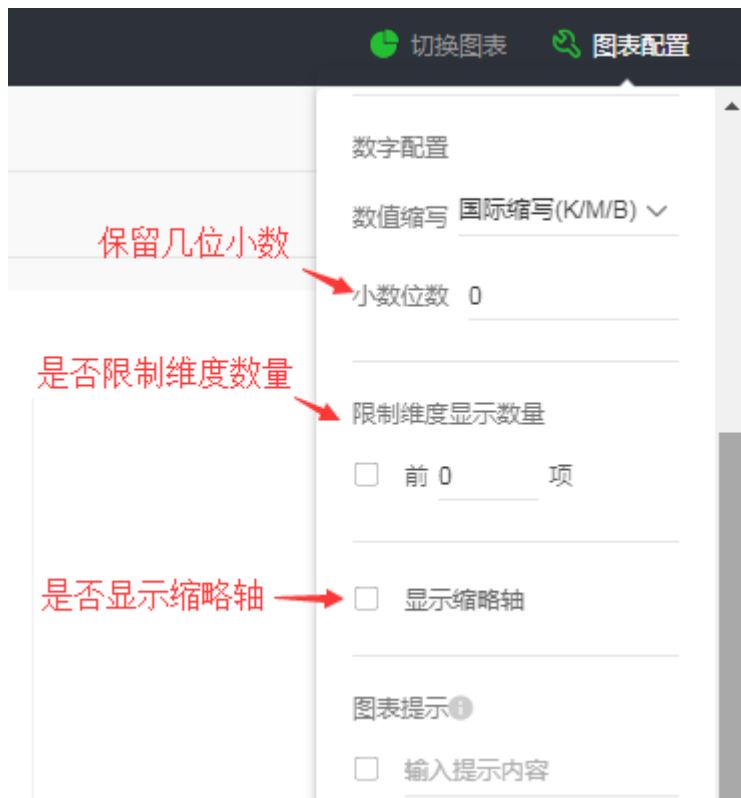 切换图表 图表配置
数字配置
数值缩写 国际缩写(K/M/B)
保留几位小数
小数位数 0
是否限制维度数量
限制维度显示数量
前 0 项
是否显示缩略轴
显示缩略轴
图表提示
输入提示内容